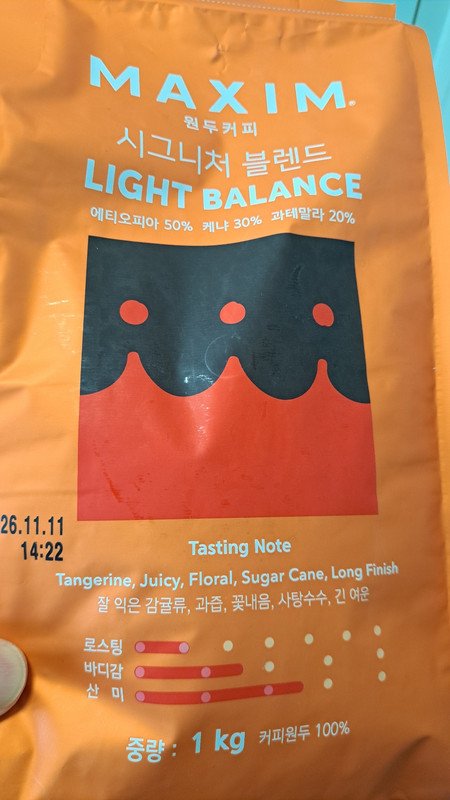 MAXIM®
원두커피
시그니처 블렌드
LIGHT BALANCE
에티오피아 50% 케냐 30% 과테말라 20%
26.11.11
14:22
Tasting Note
Tangerine, Juicy, Floral, Sugar Cane, Long Finish
잘 익은 감귤류, 과즙, 꽃내음, 사탕수수, 긴 여운
로스팅
바디감
산 미
중량 : 1 kg 커피원두 100%